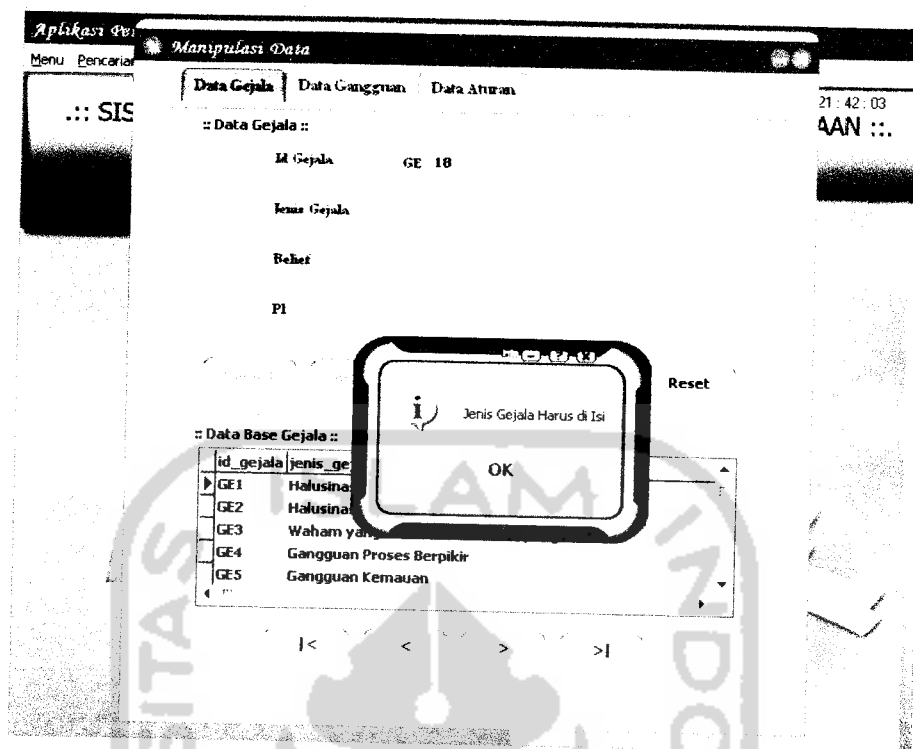 Aplikasi
Manipulasi Data
Menu Pencarian
Data Gejala Data Gangguan Data Aturan
21 : 42 : 03
.:: SIS
AAN ::.
:: Data Gejala ::
Id Gejala GE 18
Jenis Gejala
Belief
Pl
Reset
Jenis Gejala Harus di Isi
OK
:: Data Base Gejala ::
id_gejala jenis_ge
GE1 Halusina
GE2 Halusina
GE3 Waham yang
GE4 Gangguan Proses Berpikir
GE5 Gangguan Kemauan
|< < > >|
ISLAM